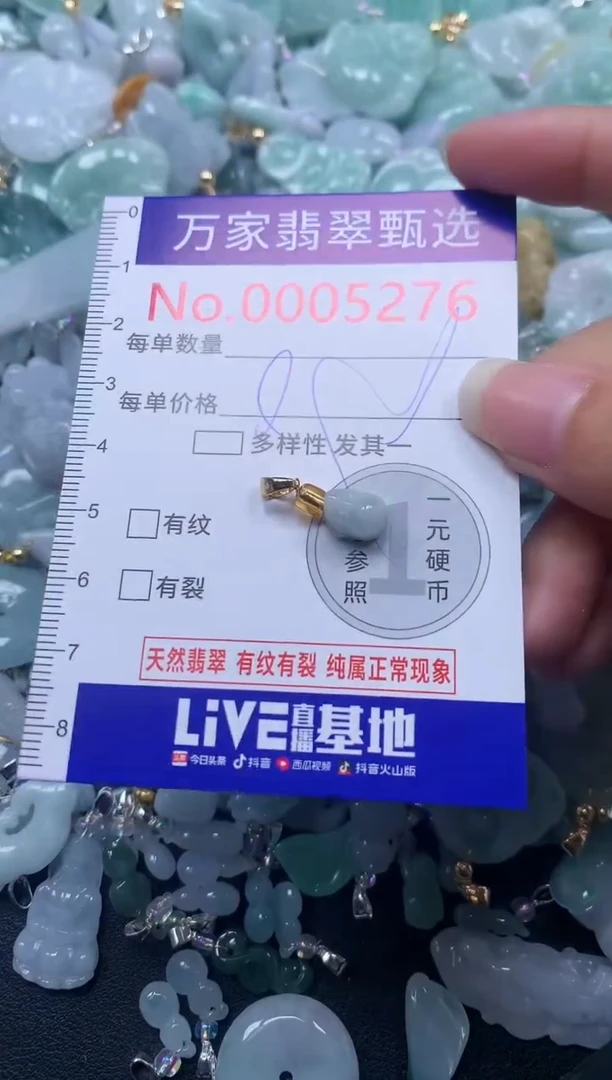 0
万家翡翠甄选
1
No.0005276
2
每单数量
3
每单价格
4
多样性 发其一
5
有纹
一元硬币
1
参照
6
有裂
7
天然翡翠 有纹有裂 纯属正常现象
8
LiVE直播基地
头条 今日头条 抖音 西瓜视频 抖音火山版